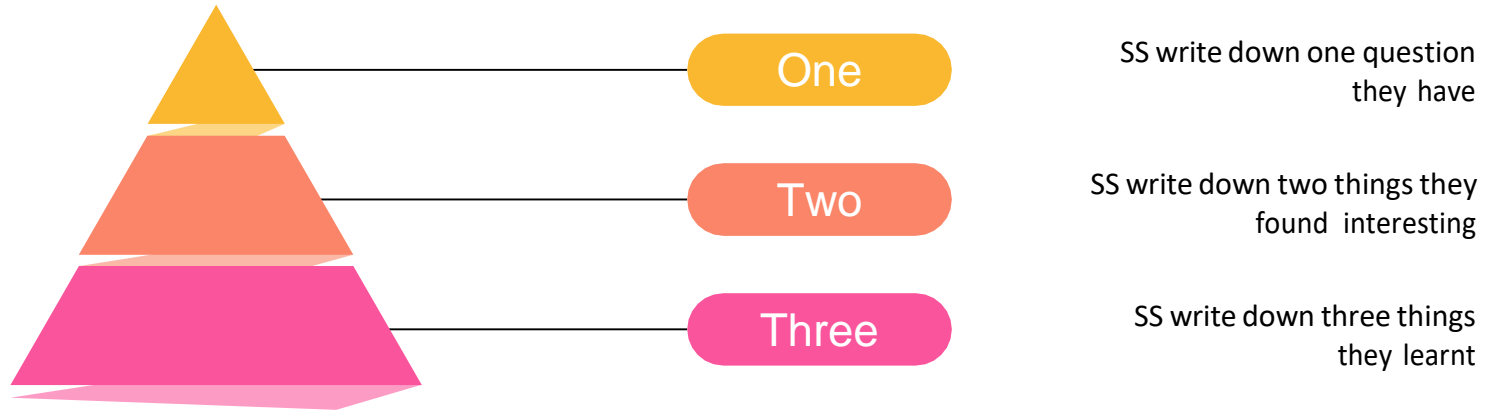 One
SS write down one question
they have
Two
SS write down two things they
found interesting
Three
SS write down three things
they learnt